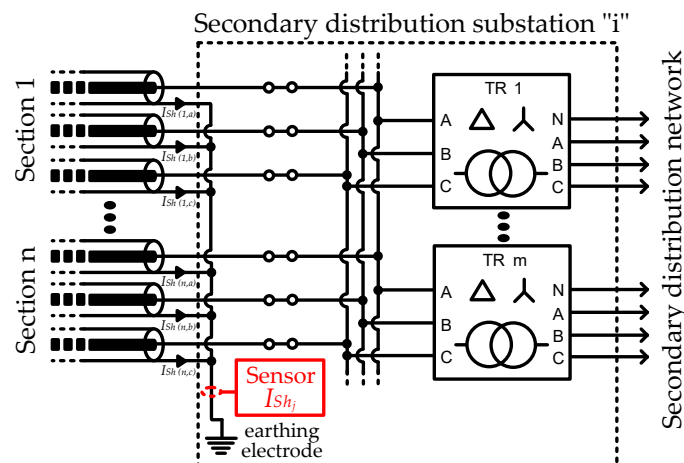 Secondary distribution substation "i"
Section 1
I_Sh (1,a)
I_Sh (1,b)
I_Sh (1,c)
TR 1
A
B
C
N
A
B
C
Section n
I_Sh (n,a)
I_Sh (n,b)
I_Sh (n,c)
TR m
A
B
C
N
A
B
C
Secondary distribution network
Sensor
I_Sh_j
earthing
electrode